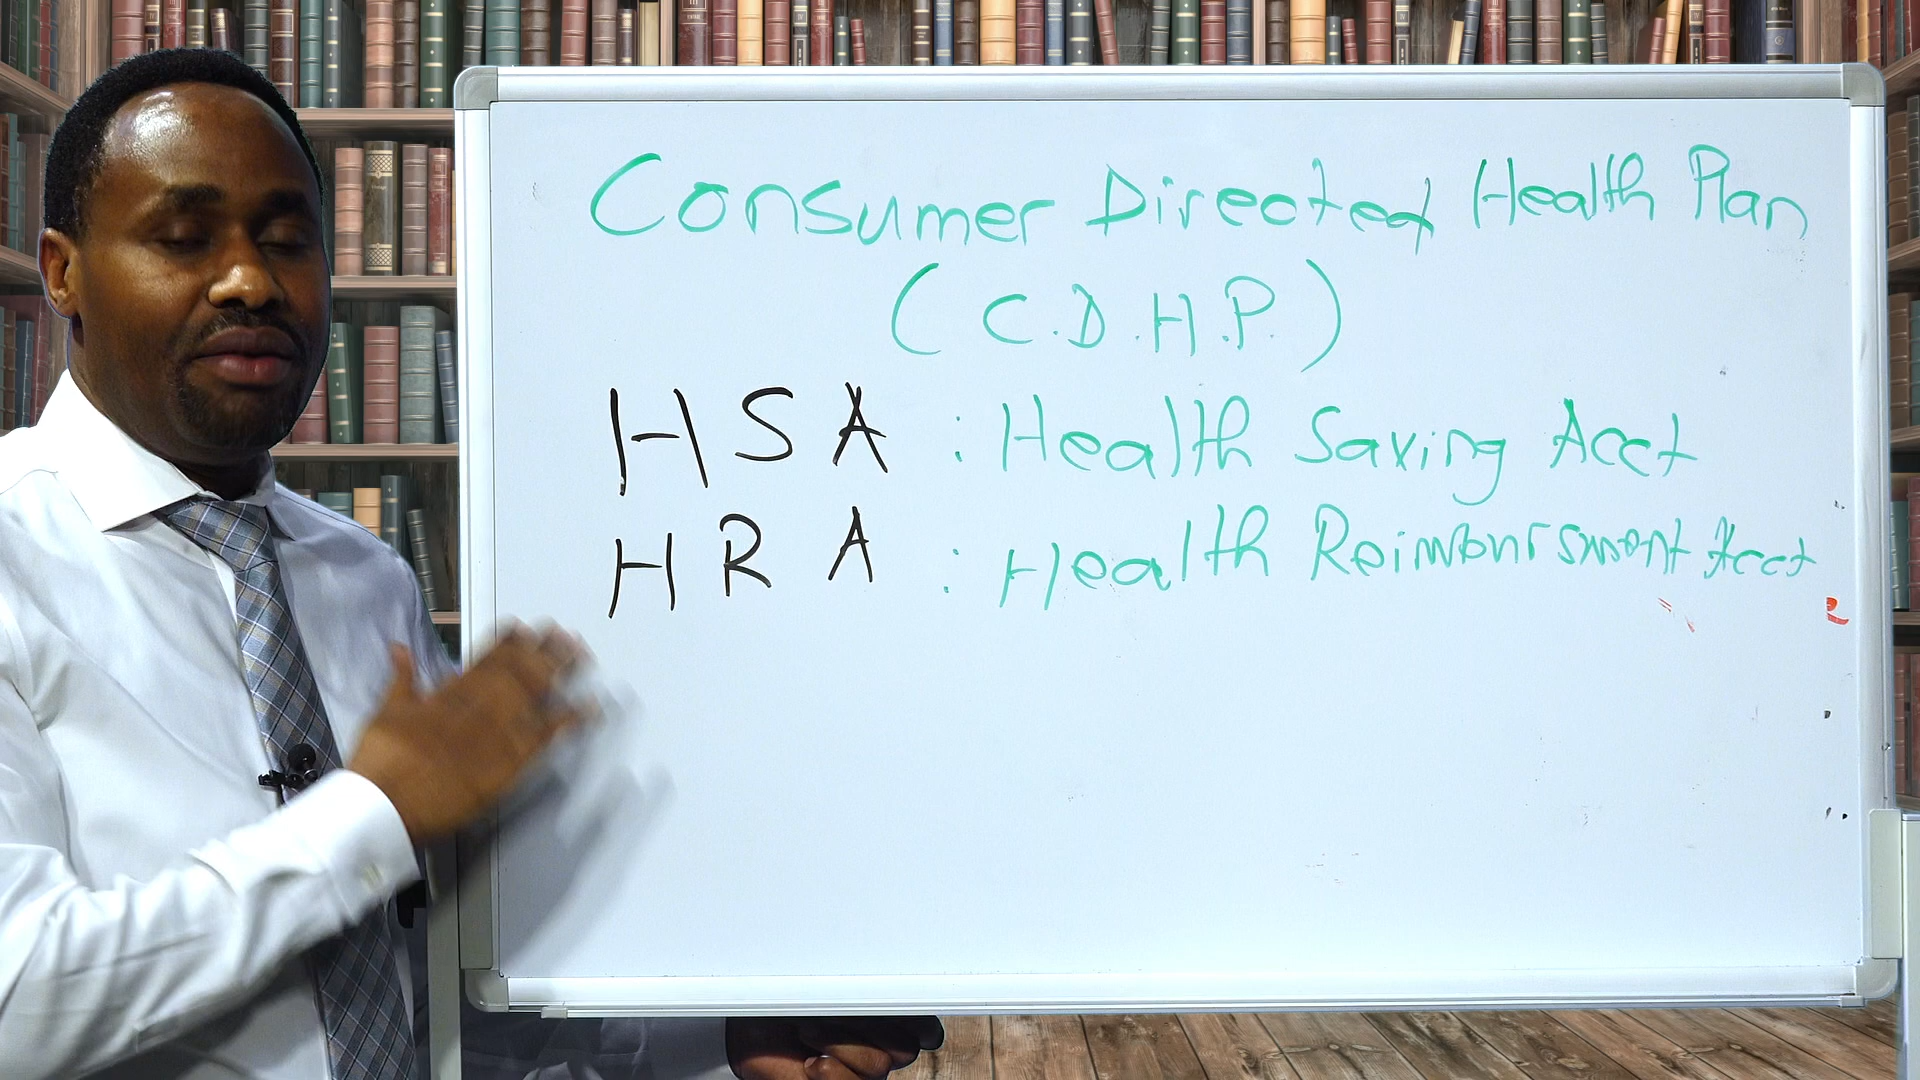 Consumer Directed Health Plan
(C.D.H.P.)
HSA : Health Saving Acct
HRA : Health Reimbursment Acct